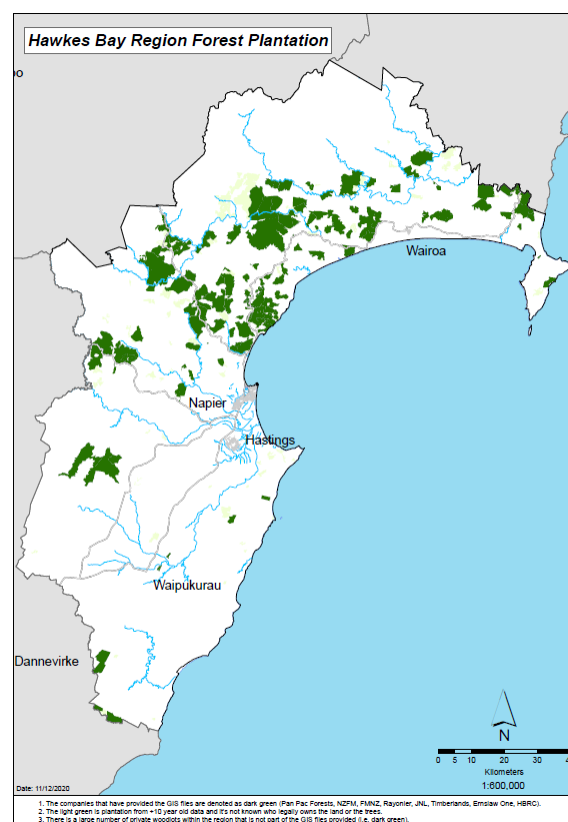 Hawkes Bay Region Forest Plantation
Wairoa
Napier
Hastings
Waipukurau
Dannevirke
N
0 5 10 20 30
Kilometers
1:600,000
Date: 11/12/2020
1. The companies that have provided the GIS files are denoted as dark green (Pan Pac Forests, NZFM, FMNZ, Rayonier, JNL, Timberlands, Ernslaw One, HBRC).
2. The light green is plantation from +10 year old data and it's not known who legally owns the land or the trees.
3. There is a large number of private woodlots within the region that is not part of the GIS files provided (i.e. dark green).